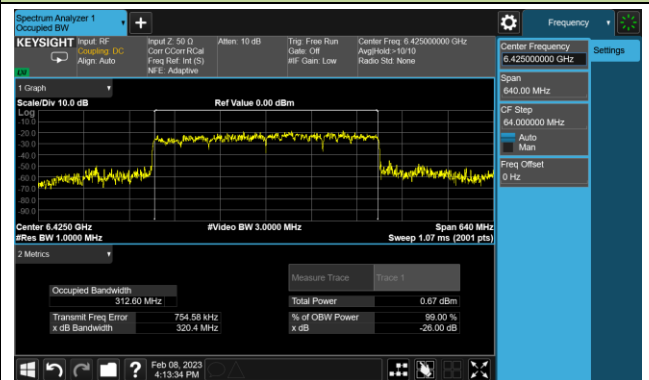 Spectrum Analyzer 1
Occupied BW
Frequency
KEYSIGHT
Input: RF
Coupling: DC
Align: Auto
Input Z: 50 Ω
Corr CCorr RCal
Freq Ref: Int (S)
NFE: Adaptive
Atten: 10 dB
Trig: Free Run
Gate: Off
#IF Gain: Low
Center Freq: 6.425000000 GHz
Avg|Hold:>10/10
Radio Std: None
Center Frequency
6.425000000 GHz
Settings
Span
640.00 MHz
CF Step
64.000000 MHz
Auto
Man
Freq Offset
0 Hz
1 Graph
Scale/Div 10.0 dB
Ref Value 0.00 dBm
Log
-10.0
-20.0
-30.0
-40.0
-50.0
-60.0
-70.0
-80.0
-90.0
Center 6.4250 GHz
#Video BW 3.0000 MHz
Span 640 MHz
#Res BW 1.0000 MHz
Sweep 1.07 ms (2001 pts)
2 Metrics
Measure Trace
Trace 1
Occupied Bandwidth
312.60 MHz
Total Power
0.67 dBm
Transmit Freq Error
754.58 kHz
% of OBW Power
99.00 %
x dB Bandwidth
320.4 MHz
x dB
-26.00 dB
Feb 08, 2023
4:13:34 PM